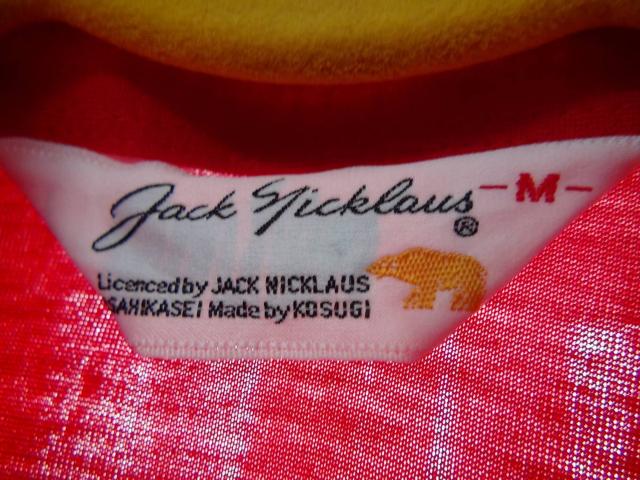 Jack Nicklaus ® -M-
Licenced by JACK NICKLAUS
ASAHIKASEI Made by KOSUGI